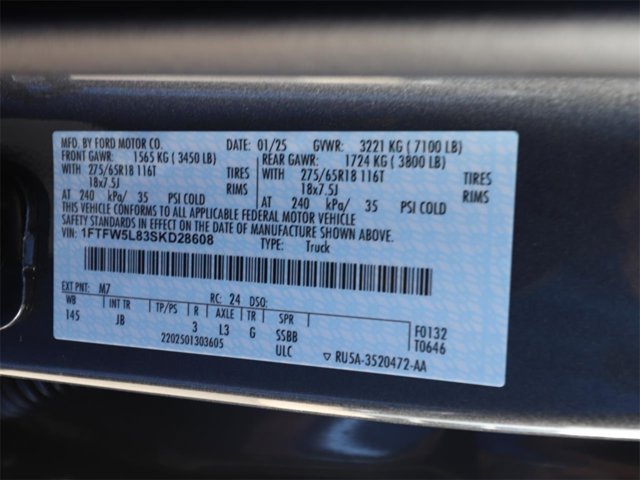 MFD. BY FORD MOTOR CO. DATE: 01/25 GVWR: 3221 KG ( 7100 LB)
FRONT GAWR: 1565 KG ( 3450 LB) REAR GAWR: 1724 KG ( 3800 LB)
WITH 275/65R18 116T TIRES WITH 275/65R18 116T TIRES
18x7.5J RIMS 18x7.5J RIMS
AT 240 kPa/ 35 PSI COLD AT 240 kPa/ 35 PSI COLD
THIS VEHICLE CONFORMS TO ALL APPLICABLE FEDERAL MOTOR VEHICLE
SAFETY STANDARDS IN EFFECT ON THE DATE OF MANUFACTURE SHOWN ABOVE.
VIN: 1FTFW5L83SKD28608 TYPE: Truck
EXT PNT: M7 RC: 24 DSO:
WB INT TR TP/PS R AXLE TR SPR
145 JB 3 L3 G SSBB F0132
2202501303605 ULC T0646
▽ RU5A-3520472-AA